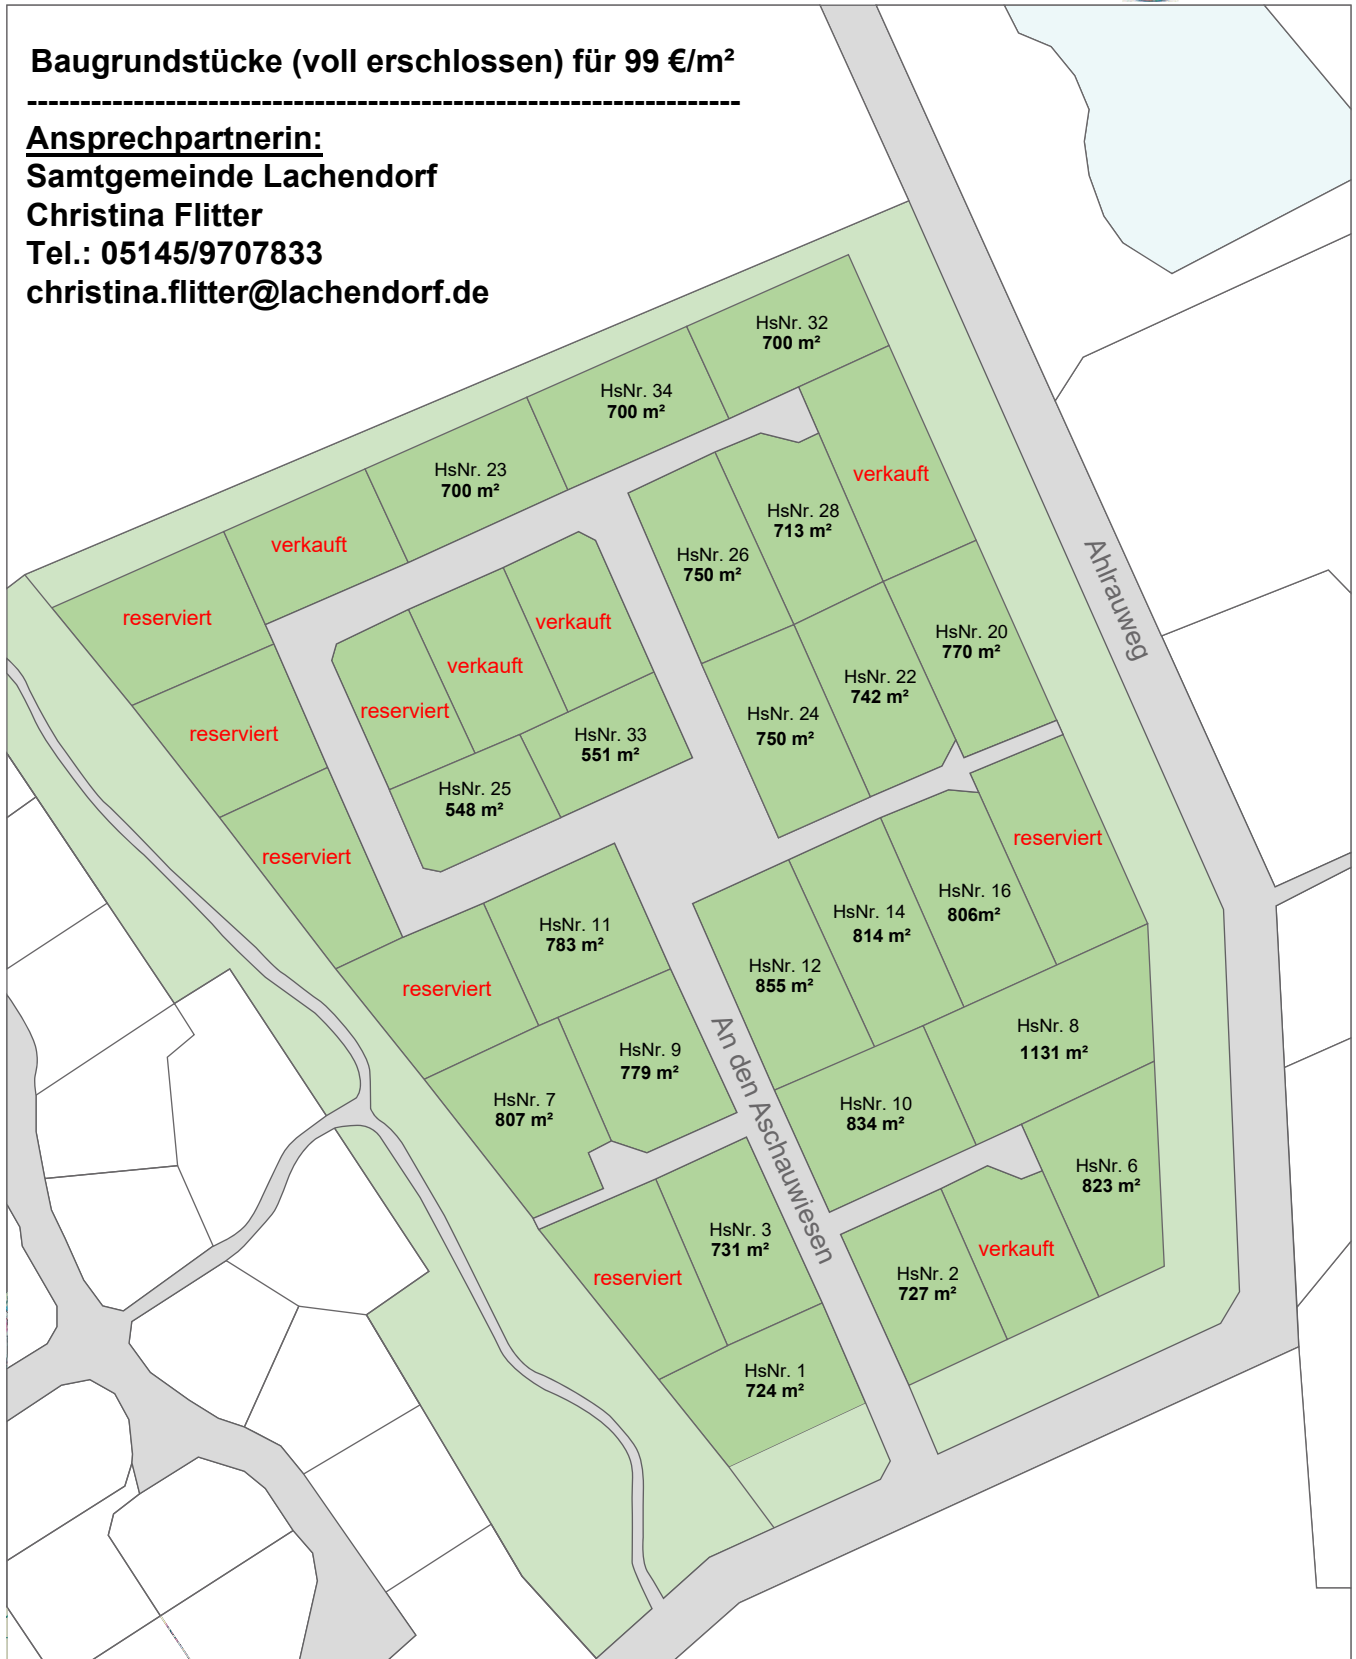 Baugrundstücke (voll erschlossen) für 99 €/m²
------------------------------------------------------
Ansprechpartnerin:
Samtgemeinde Lachendorf
Christina Flitter
Tel.: 05145/9707833
christina.flitter@lachendorf.de
HsNr. 32
700 m²
HsNr. 34
700 m²
HsNr. 23
700 m²
verkauft
reserviert
verkauft
HsNr. 28
713 m²
HsNr. 26
750 m²
Ahlrauweg
verkauft
verkauft
reserviert
reserviert
HsNr. 20
770 m²
HsNr. 22
742 m²
HsNr. 24
750 m²
HsNr. 33
551 m²
HsNr. 25
548 m²
reserviert
reserviert
HsNr. 16
806m²
HsNr. 14
814 m²
HsNr. 12
855 m²
HsNr. 11
783 m²
reserviert
HsNr. 8
1131 m²
HsNr. 9
779 m²
HsNr. 7
807 m²
HsNr. 10
834 m²
An den Aschauwiesen
HsNr. 6
823 m²
HsNr. 3
731 m²
reserviert
verkauft
HsNr. 2
727 m²
HsNr. 1
724 m²